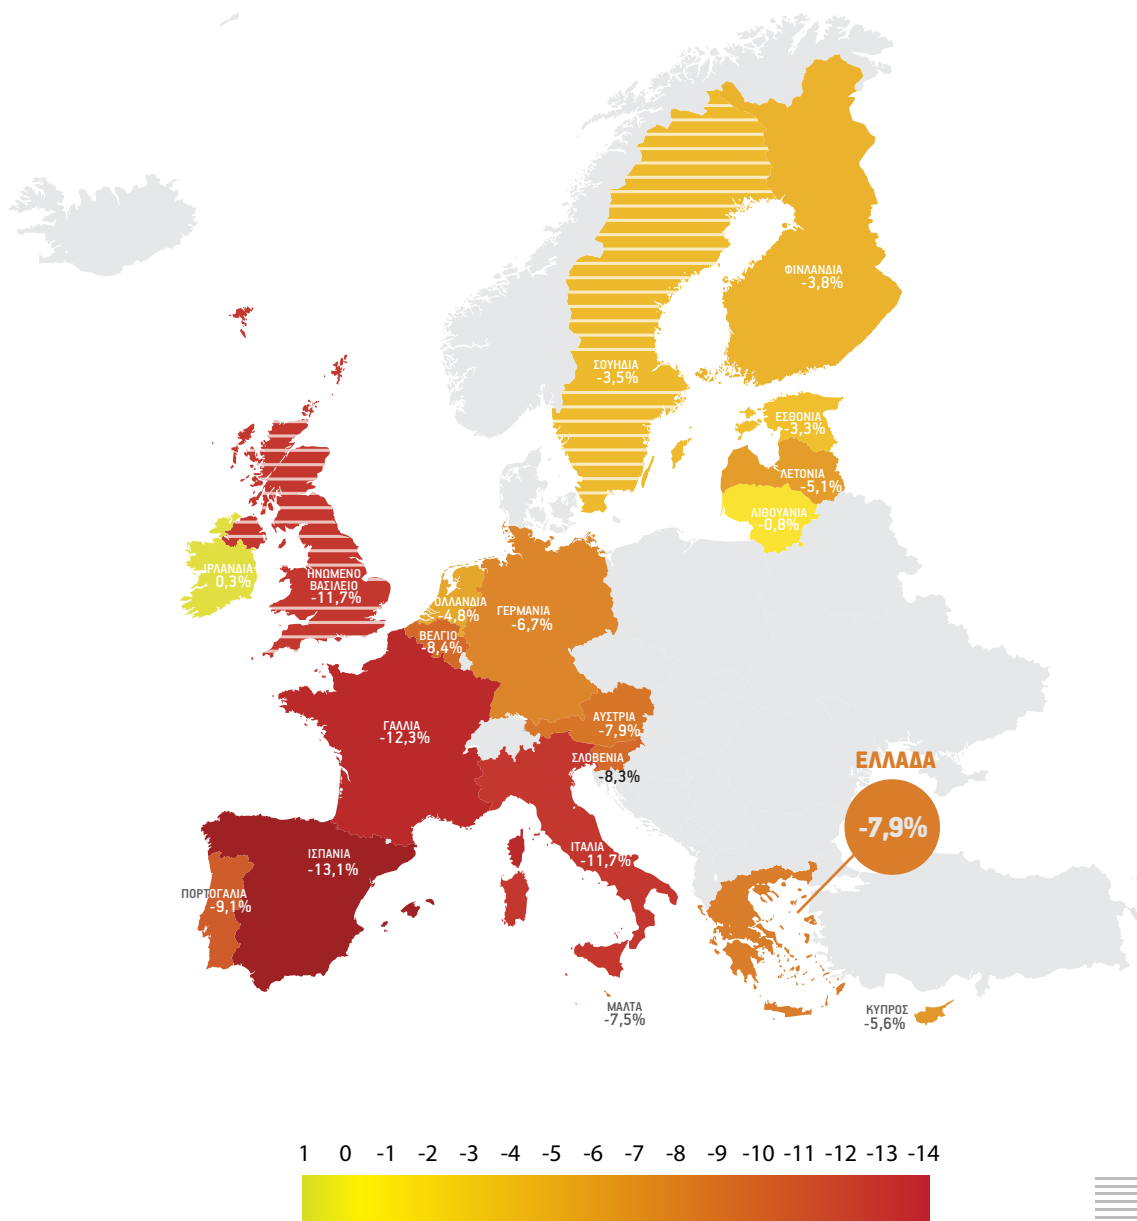 ΦΙΝΛΑΝΔΙΑ
-3,8%
ΣΟΥΗΔΙΑ
-3,5%
ΕΣΘΟΝΙΑ
-3,3%
ΛΕΤΟΝΙΑ
-5,1%
ΛΙΘΟΥΑΝΙΑ
-0,8%
ΙΡΛΑΝΔΙΑ
0,3%
ΗΝΩΜΕΝΟ
ΒΑΣΙΛΕΙΟ
-11,7%
ΟΛΛΑΝΔΙΑ
-4,8%
ΓΕΡΜΑΝΙΑ
-6,7%
ΒΕΛΓΙΟ
-8,4%
ΓΑΛΛΙΑ
-12,3%
ΑΥΣΤΡΙΑ
-7,9%
ΣΛΟΒΕΝΙΑ
-8,3%
ΕΛΛΑΔΑ
-7,9%
ΙΣΠΑΝΙΑ
-13,1%
ΙΤΑΛΙΑ
-11,7%
ΠΟΡΤΟΓΑΛΙΑ
-9,1%
ΜΑΛΤΑ
-7,5%
ΚΥΠΡΟΣ
-5,6%
1 0 -1 -2 -3 -4 -5 -6 -7 -8 -9 -10 -11 -12 -13 -14